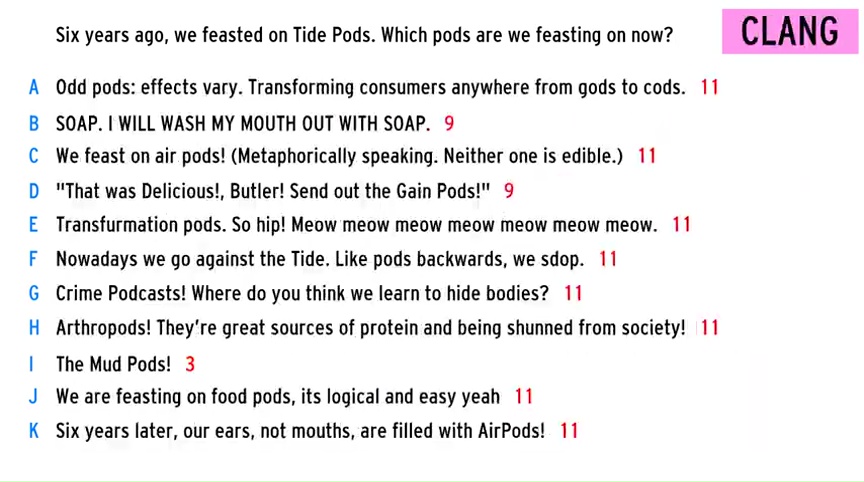 Six years ago, we feasted on Tide Pods. Which pods are we feasting on now?
CLANG
A Odd pods: effects vary. Transforming consumers anywhere from gods to cods. 11
B SOAP. I WILL WASH MY MOUTH OUT WITH SOAP. 9
C We feast on air pods! (Metaphorically speaking. Neither one is edible.) 11
D "That was Delicious!, Butler! Send out the Gain Pods!" 9
E Transfurmation pods. So hip! Meow meow meow meow meow meow meow. 11
F Nowadays we go against the Tide. Like pods backwards, we sdop. 11
G Crime Podcasts! Where do you think we learn to hide bodies? 11
H Arthropods! They're great sources of protein and being shunned from society! 11
I The Mud Pods! 3
J We are feasting on food pods, its logical and easy yeah 11
K Six years later, our ears, not mouths, are filled with AirPods! 11